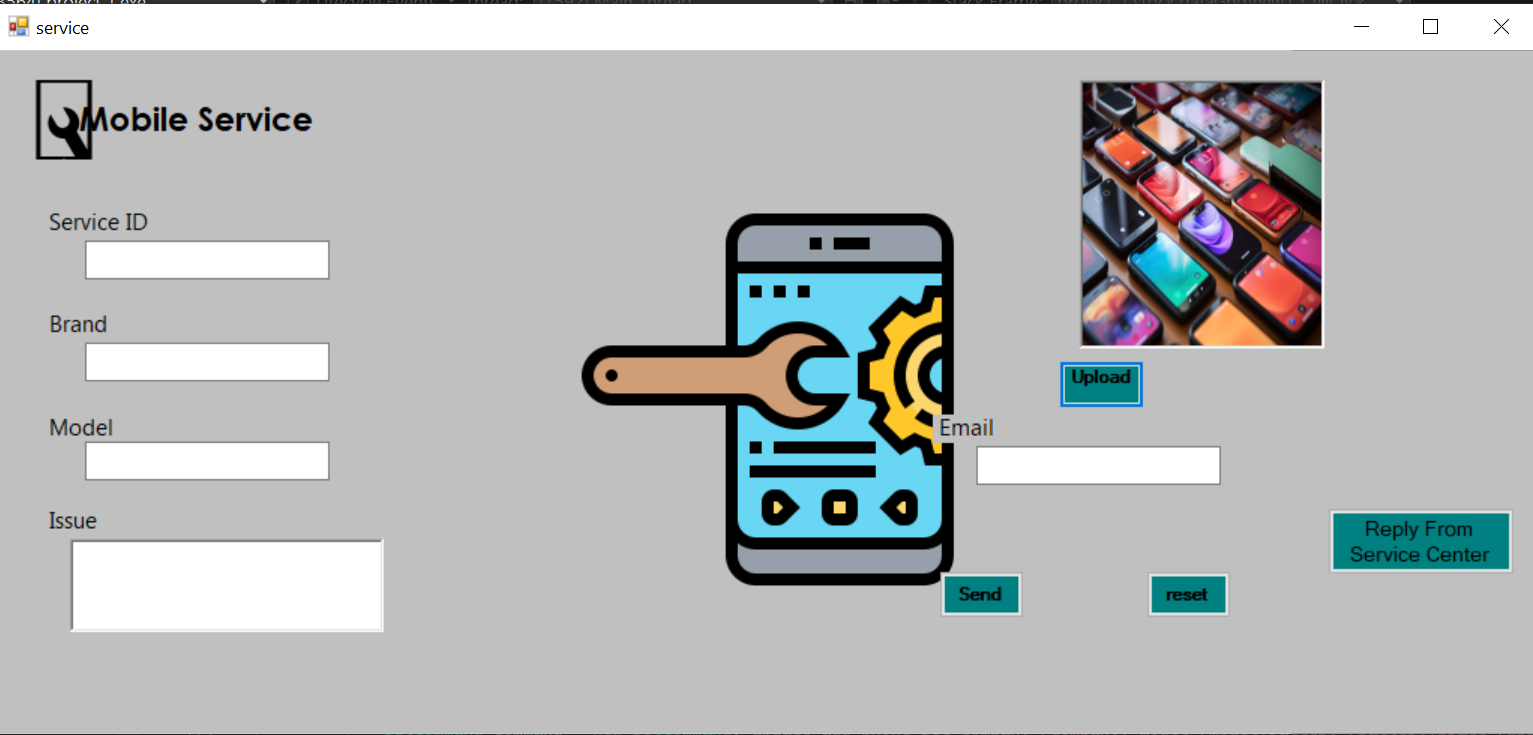 service
Mobile Service
Service ID
Brand
Model
Issue
Upload
Email
Send
reset
Reply From
Service Center